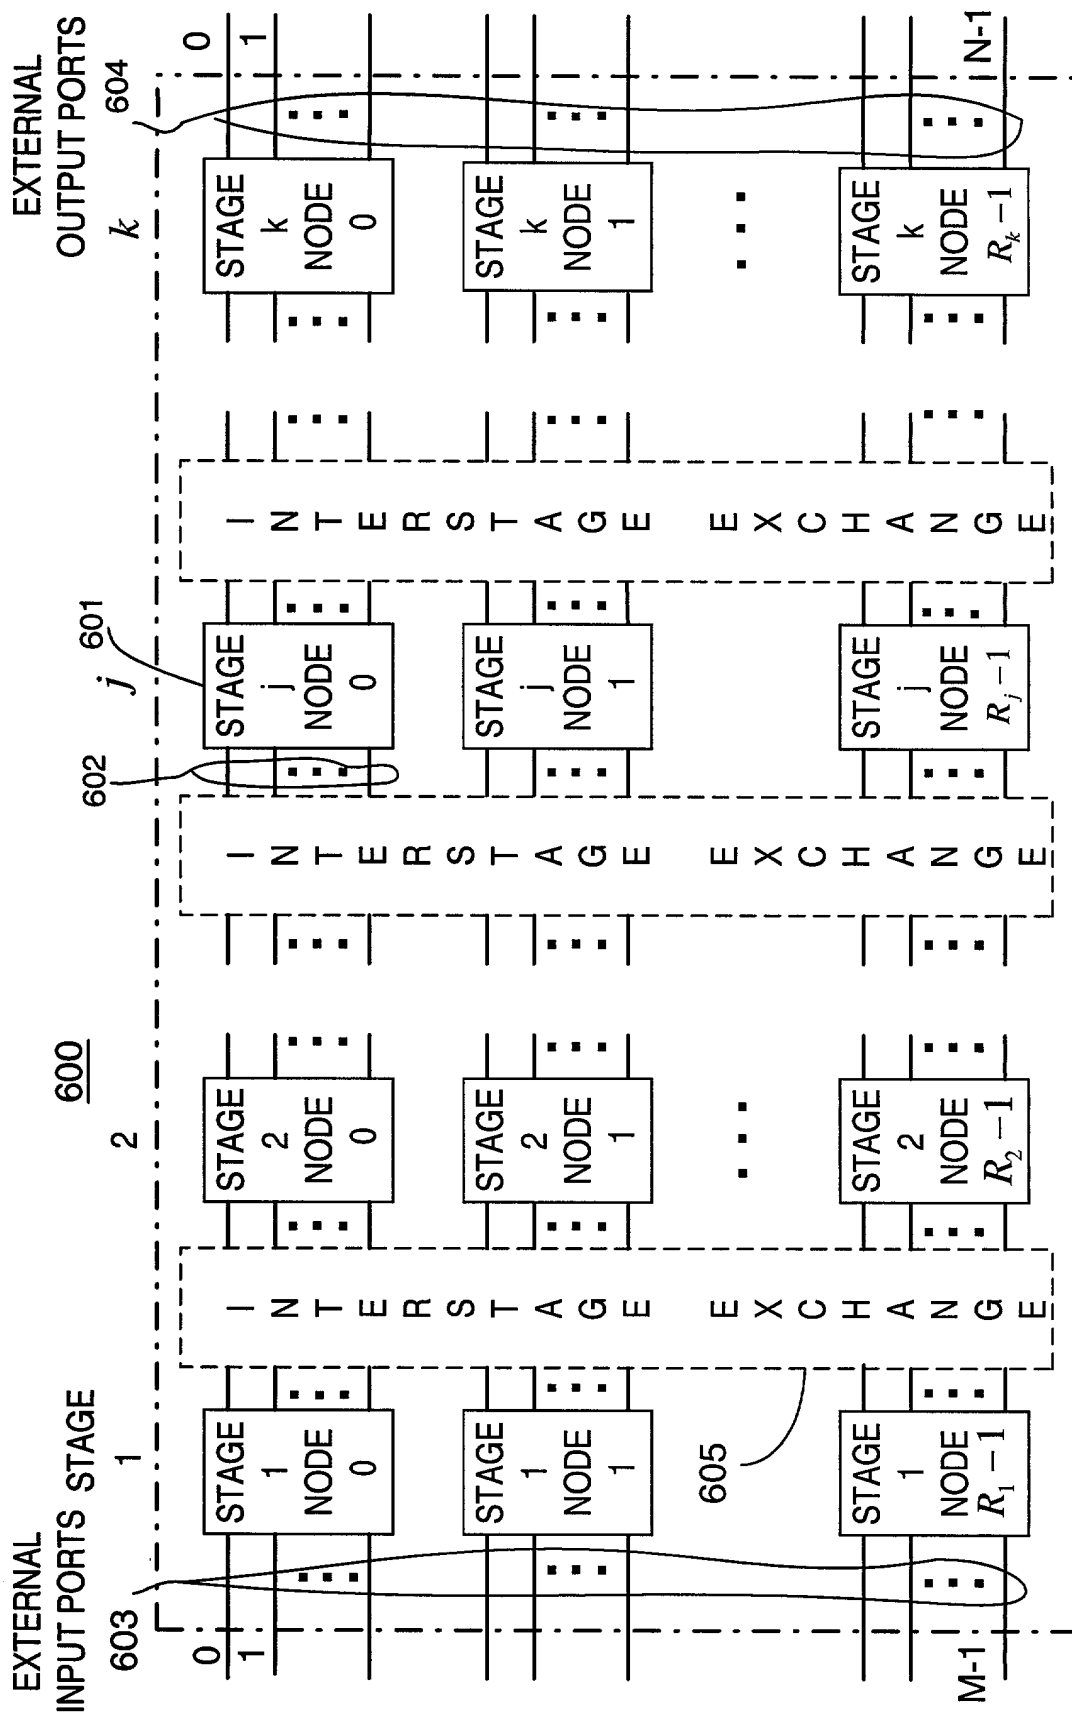 EXTERNAL
INPUT PORTS
STAGE
EXTERNAL
OUTPUT PORTS
600
1
2
j
k
603
602
601
604
605
0
1
M-1
0
1
N-1
STAGE
1
NODE
0
STAGE
1
NODE
1
STAGE
1
NODE
R₁-1
INTERSTAGE EXCHANGE
STAGE
2
NODE
0
STAGE
2
NODE
1
STAGE
2
NODE
R₂-1
INTERSTAGE EXCHANGE
STAGE
j
NODE
0
STAGE
j
NODE
1
STAGE
j
NODE
Rⱼ-1
INTERSTAGE EXCHANGE
STAGE
k
NODE
0
STAGE
k
NODE
1
STAGE
k
NODE
Rₖ-1